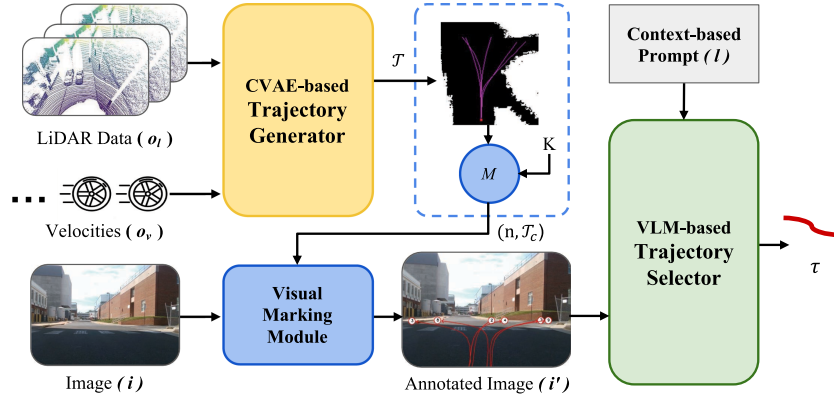 LiDAR Data ( o_l )
Velocities ( o_v )
Image ( i )
CVAE-based
Trajectory
Generator
𝒯
K
M
(n, 𝒯_c)
Visual
Marking
Module
Annotated Image ( i′ )
Context-based
Prompt ( l )
VLM-based
Trajectory
Selector
τ